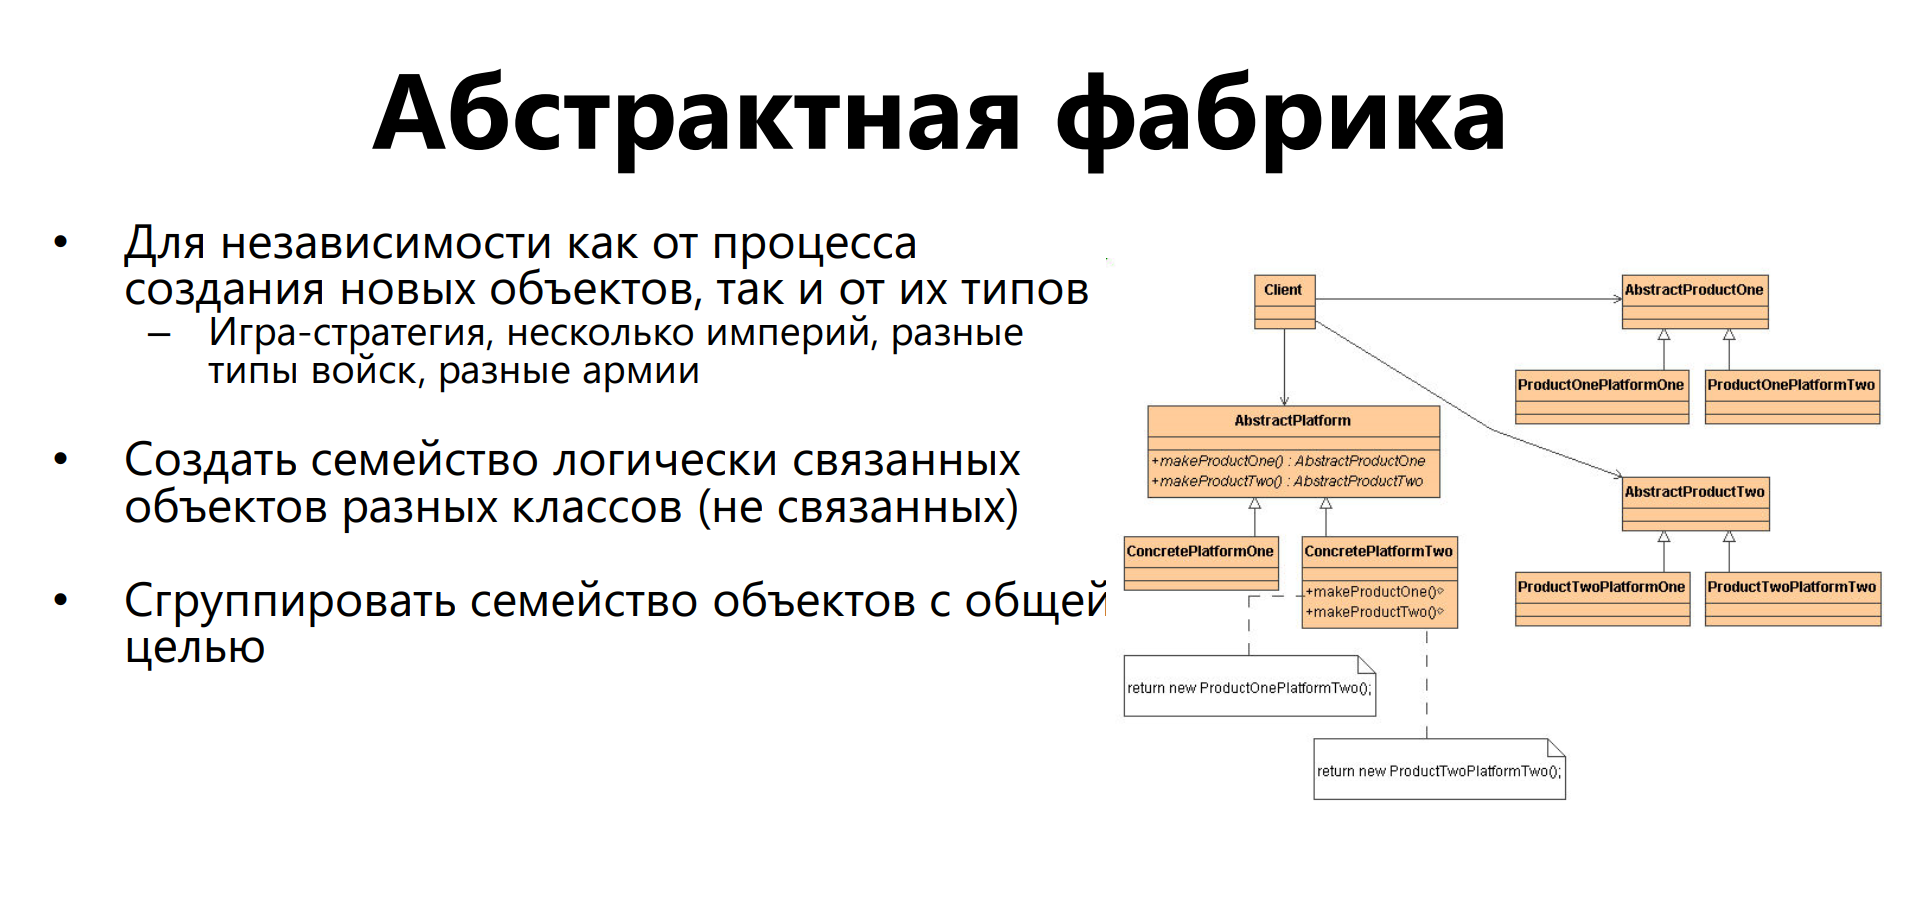 Абстрактная фабрика
• Для независимости как от процесса
создания новых объектов, так и от их типов
– Игра-стратегия, несколько империй, разные
типы войск, разные армии
• Создать семейство логически связанных
объектов разных классов (не связанных)
• Сгруппировать семейство объектов с общей
целью
Client
AbstractProductOne
ProductOnePlatformOne
ProductOnePlatformTwo
AbstractPlatform
+makeProductOne() : AbstractProductOne
+makeProductTwo() : AbstractProductTwo
AbstractProductTwo
ConcretePlatformOne
ConcretePlatformTwo
+makeProductOne()
+makeProductTwo()
ProductTwoPlatformOne
ProductTwoPlatformTwo
return new ProductOnePlatformTwo();
return new ProductTwoPlatformTwo();